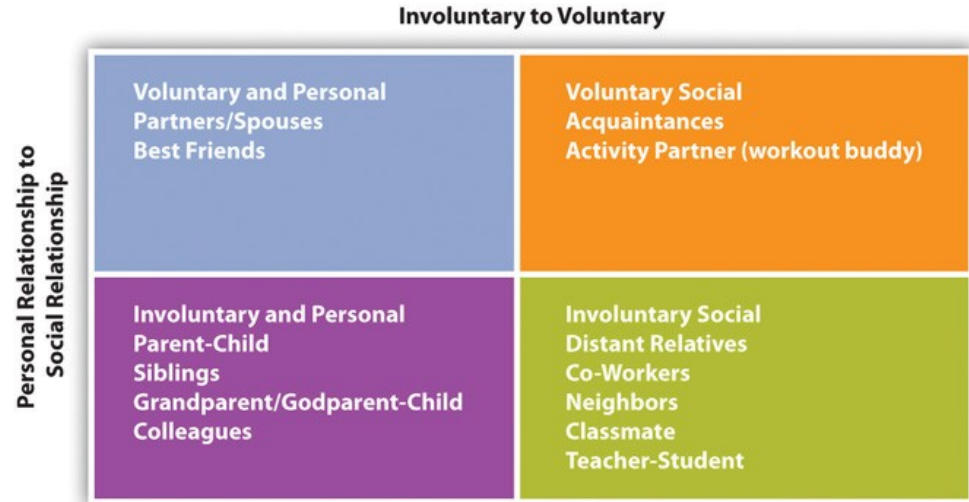 Involuntary to Voluntary
Personal Relationship to
Social Relationship
Voluntary and Personal
Partners/Spouses
Best Friends
Voluntary Social
Acquaintances
Activity Partner (workout buddy)
Involuntary and Personal
Parent-Child
Siblings
Grandparent/Godparent-Child
Colleagues
Involuntary Social
Distant Relatives
Co-Workers
Neighbors
Classmate
Teacher-Student